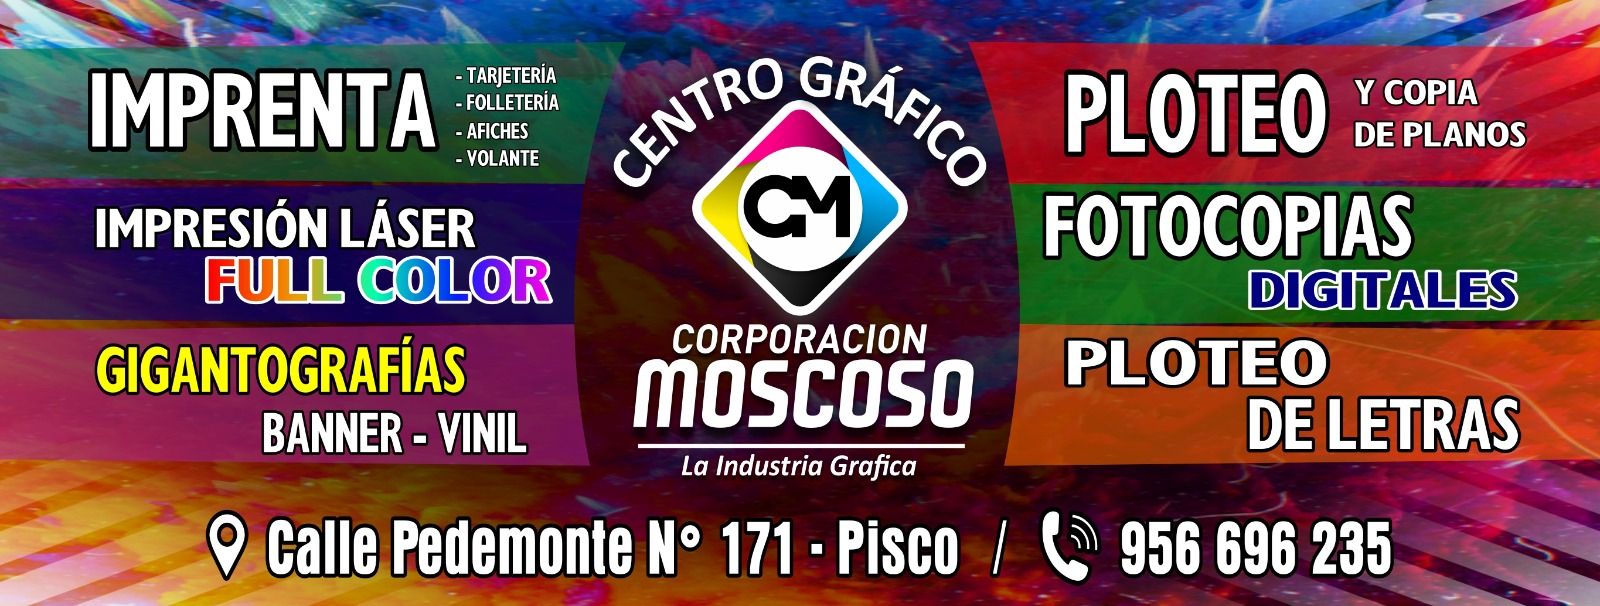 IMPRENTA
- TARJETERÍA
- FOLLETERÍA
- AFICHES
- VOLANTE
IMPRESIÓN LÁSER
FULL COLOR
GIGANTOGRAFÍAS
BANNER - VINIL
CENTRO GRÁFICO
CM
CORPORACION
MOSCOSO
La Industria Grafica
PLOTEO
Y COPIA
DE PLANOS
FOTOCOPIAS
DIGITALES
PLOTEO
DE LETRAS
Calle Pedemonte N° 171 - Pisco / 956 696 235